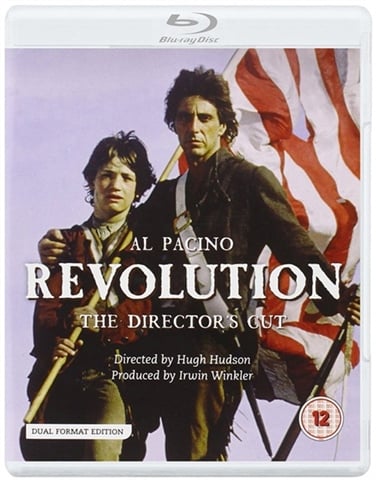 Blu-ray Disc
AL PACINO
REVOLUTION
THE DIRECTOR'S CUT
Directed by Hugh Hudson
Produced by Irwin Winkler
DUAL FORMAT EDITION
12